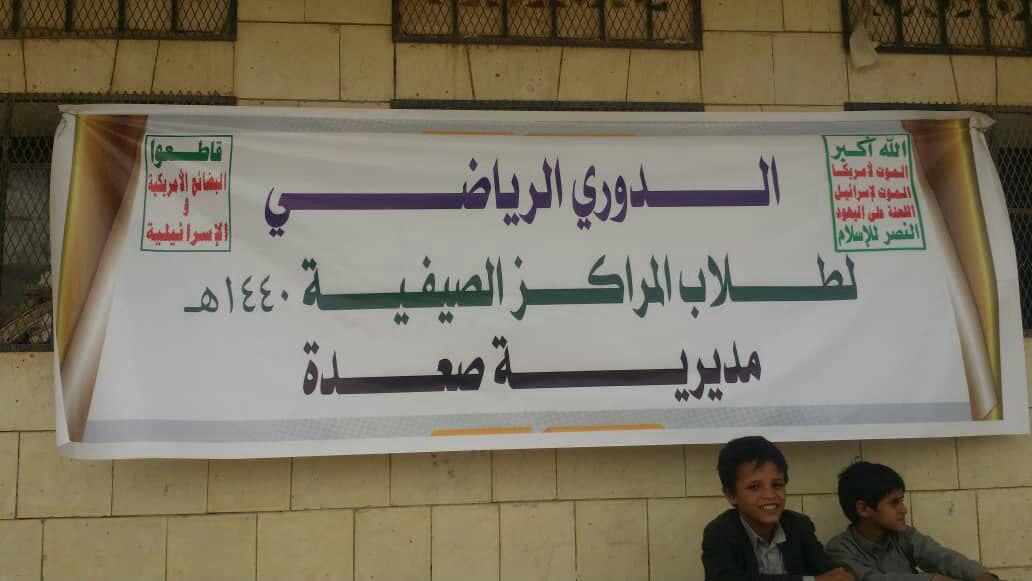 الله أكبر
الموت لأمريكا
الموت لإسرائيل
اللعنة على اليهود
النصر للإسلام
الدوري الرياضي
لطلاب المراكز الصيفية ١٤٤٠هـ
مديرية صعدة
قاطعوا
البضائع الأمريكية
و
الإسرائيلية